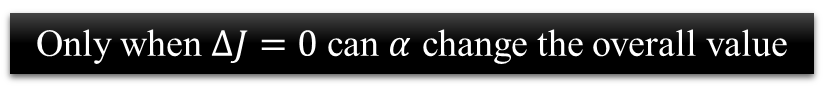 Only when Δ𝐽 = 0 can 𝛼 change the overall value